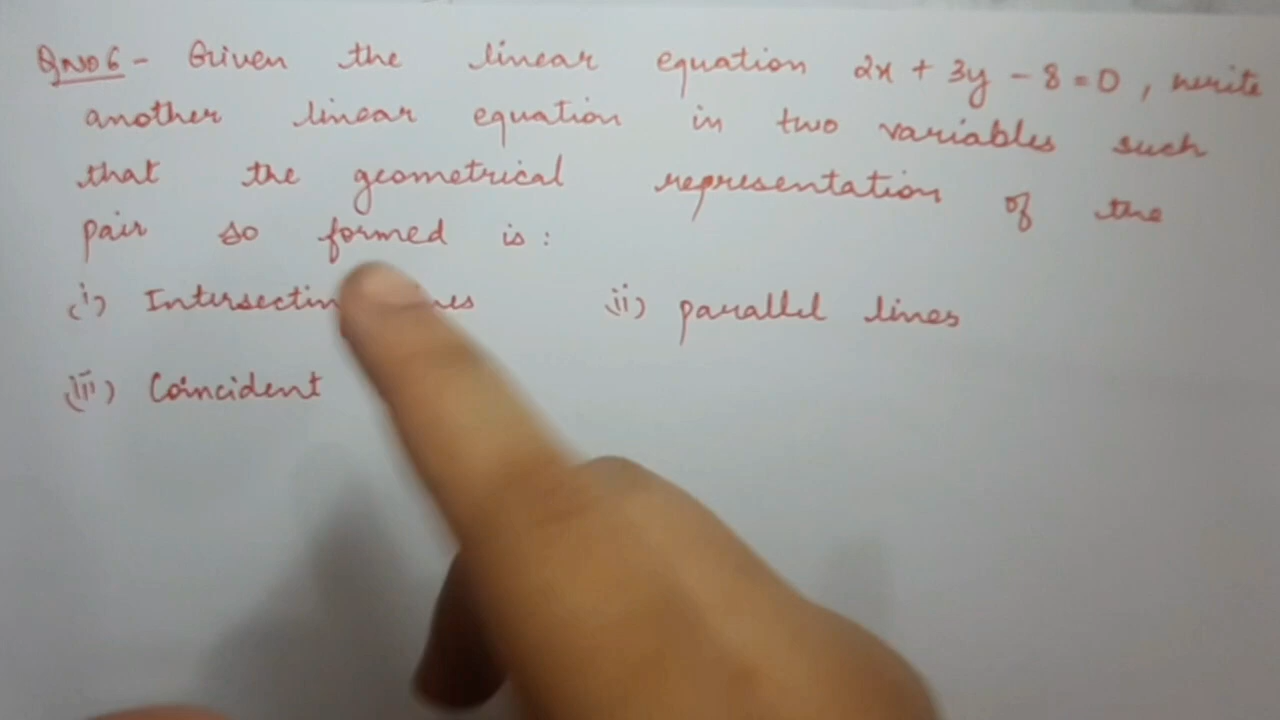 QNO6 - Given the linear equation 2x + 3y - 8 = 0, write
another linear equation in two variables such
that the geometrical representation of the
pair so formed is:
(i) ii) parallel lines
(iii) Coincident